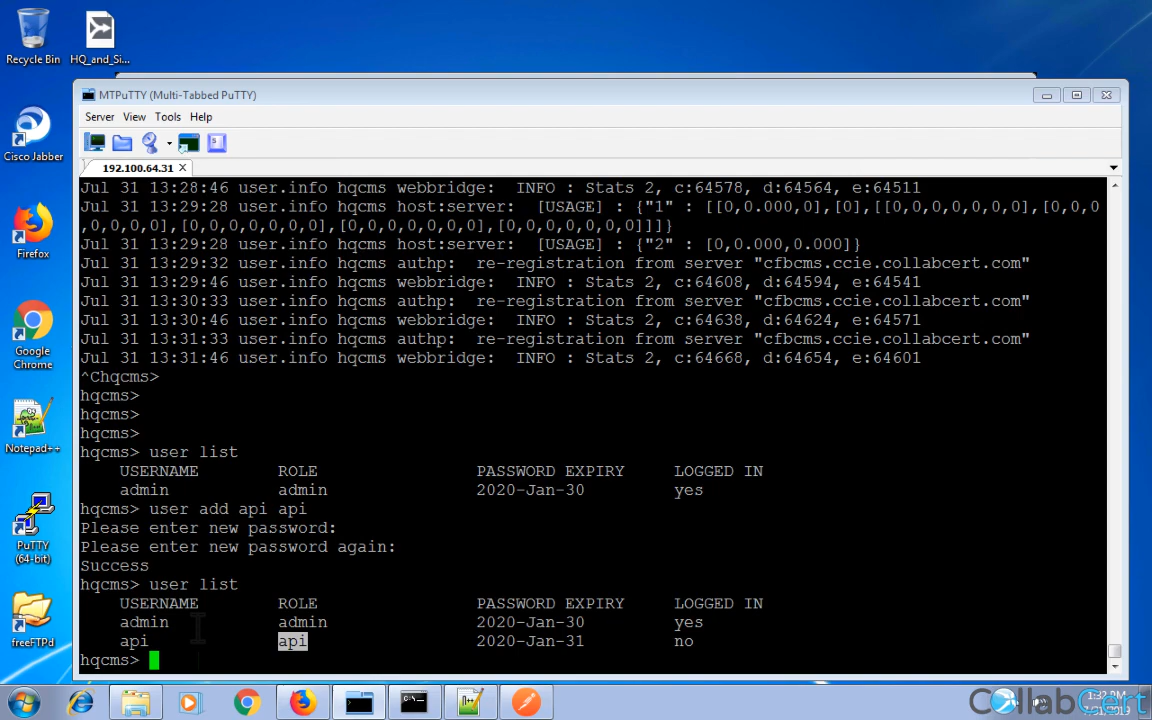 Recycle Bin
HQ_and_Si...
Cisco Jabber
Firefox
Google
Chrome
Notepad++
PuTTY
(64-bit)
freeFTPd
MTPuTTY (Multi-Tabbed PuTTY)
Server View Tools Help
192.100.64.31
Jul 31 13:28:46 user.info hqcms webbridge:  INFO : Stats 2, c:64578, d:64564, e:64511
Jul 31 13:29:28 user.info hqcms host:server:  [USAGE] : {"1" : [[0,0.000,0],[0],[[0,0,0,0,0,0,0],[0,0,0
,0,0,0,0],[0,0,0,0,0,0,0],[0,0,0,0,0,0,0],[0,0,0,0,0,0,0]]]}
Jul 31 13:29:28 user.info hqcms host:server:  [USAGE] : {"2" : [0,0.000,0.000]}
Jul 31 13:29:32 user.info hqcms authp:  re-registration from server "cfbcms.ccie.collabcert.com"
Jul 31 13:29:46 user.info hqcms webbridge:  INFO : Stats 2, c:64608, d:64594, e:64541
Jul 31 13:30:33 user.info hqcms authp:  re-registration from server "cfbcms.ccie.collabcert.com"
Jul 31 13:30:46 user.info hqcms webbridge:  INFO : Stats 2, c:64638, d:64624, e:64571
Jul 31 13:31:33 user.info hqcms authp:  re-registration from server "cfbcms.ccie.collabcert.com"
Jul 31 13:31:46 user.info hqcms webbridge:  INFO : Stats 2, c:64668, d:64654, e:64601
^Chqcms>
hqcms>
hqcms>
hqcms>
hqcms> user list
USERNAME ROLE PASSWORD EXPIRY LOGGED IN
admin admin 2020-Jan-30 yes
hqcms> user add api api
Please enter new password:
Please enter new password again:
Success
hqcms> user list
USERNAME ROLE PASSWORD EXPIRY LOGGED IN
admin admin 2020-Jan-30 yes
api api 2020-Jan-31 no
hqcms>
C:\.
CollabCert
1:32 PM